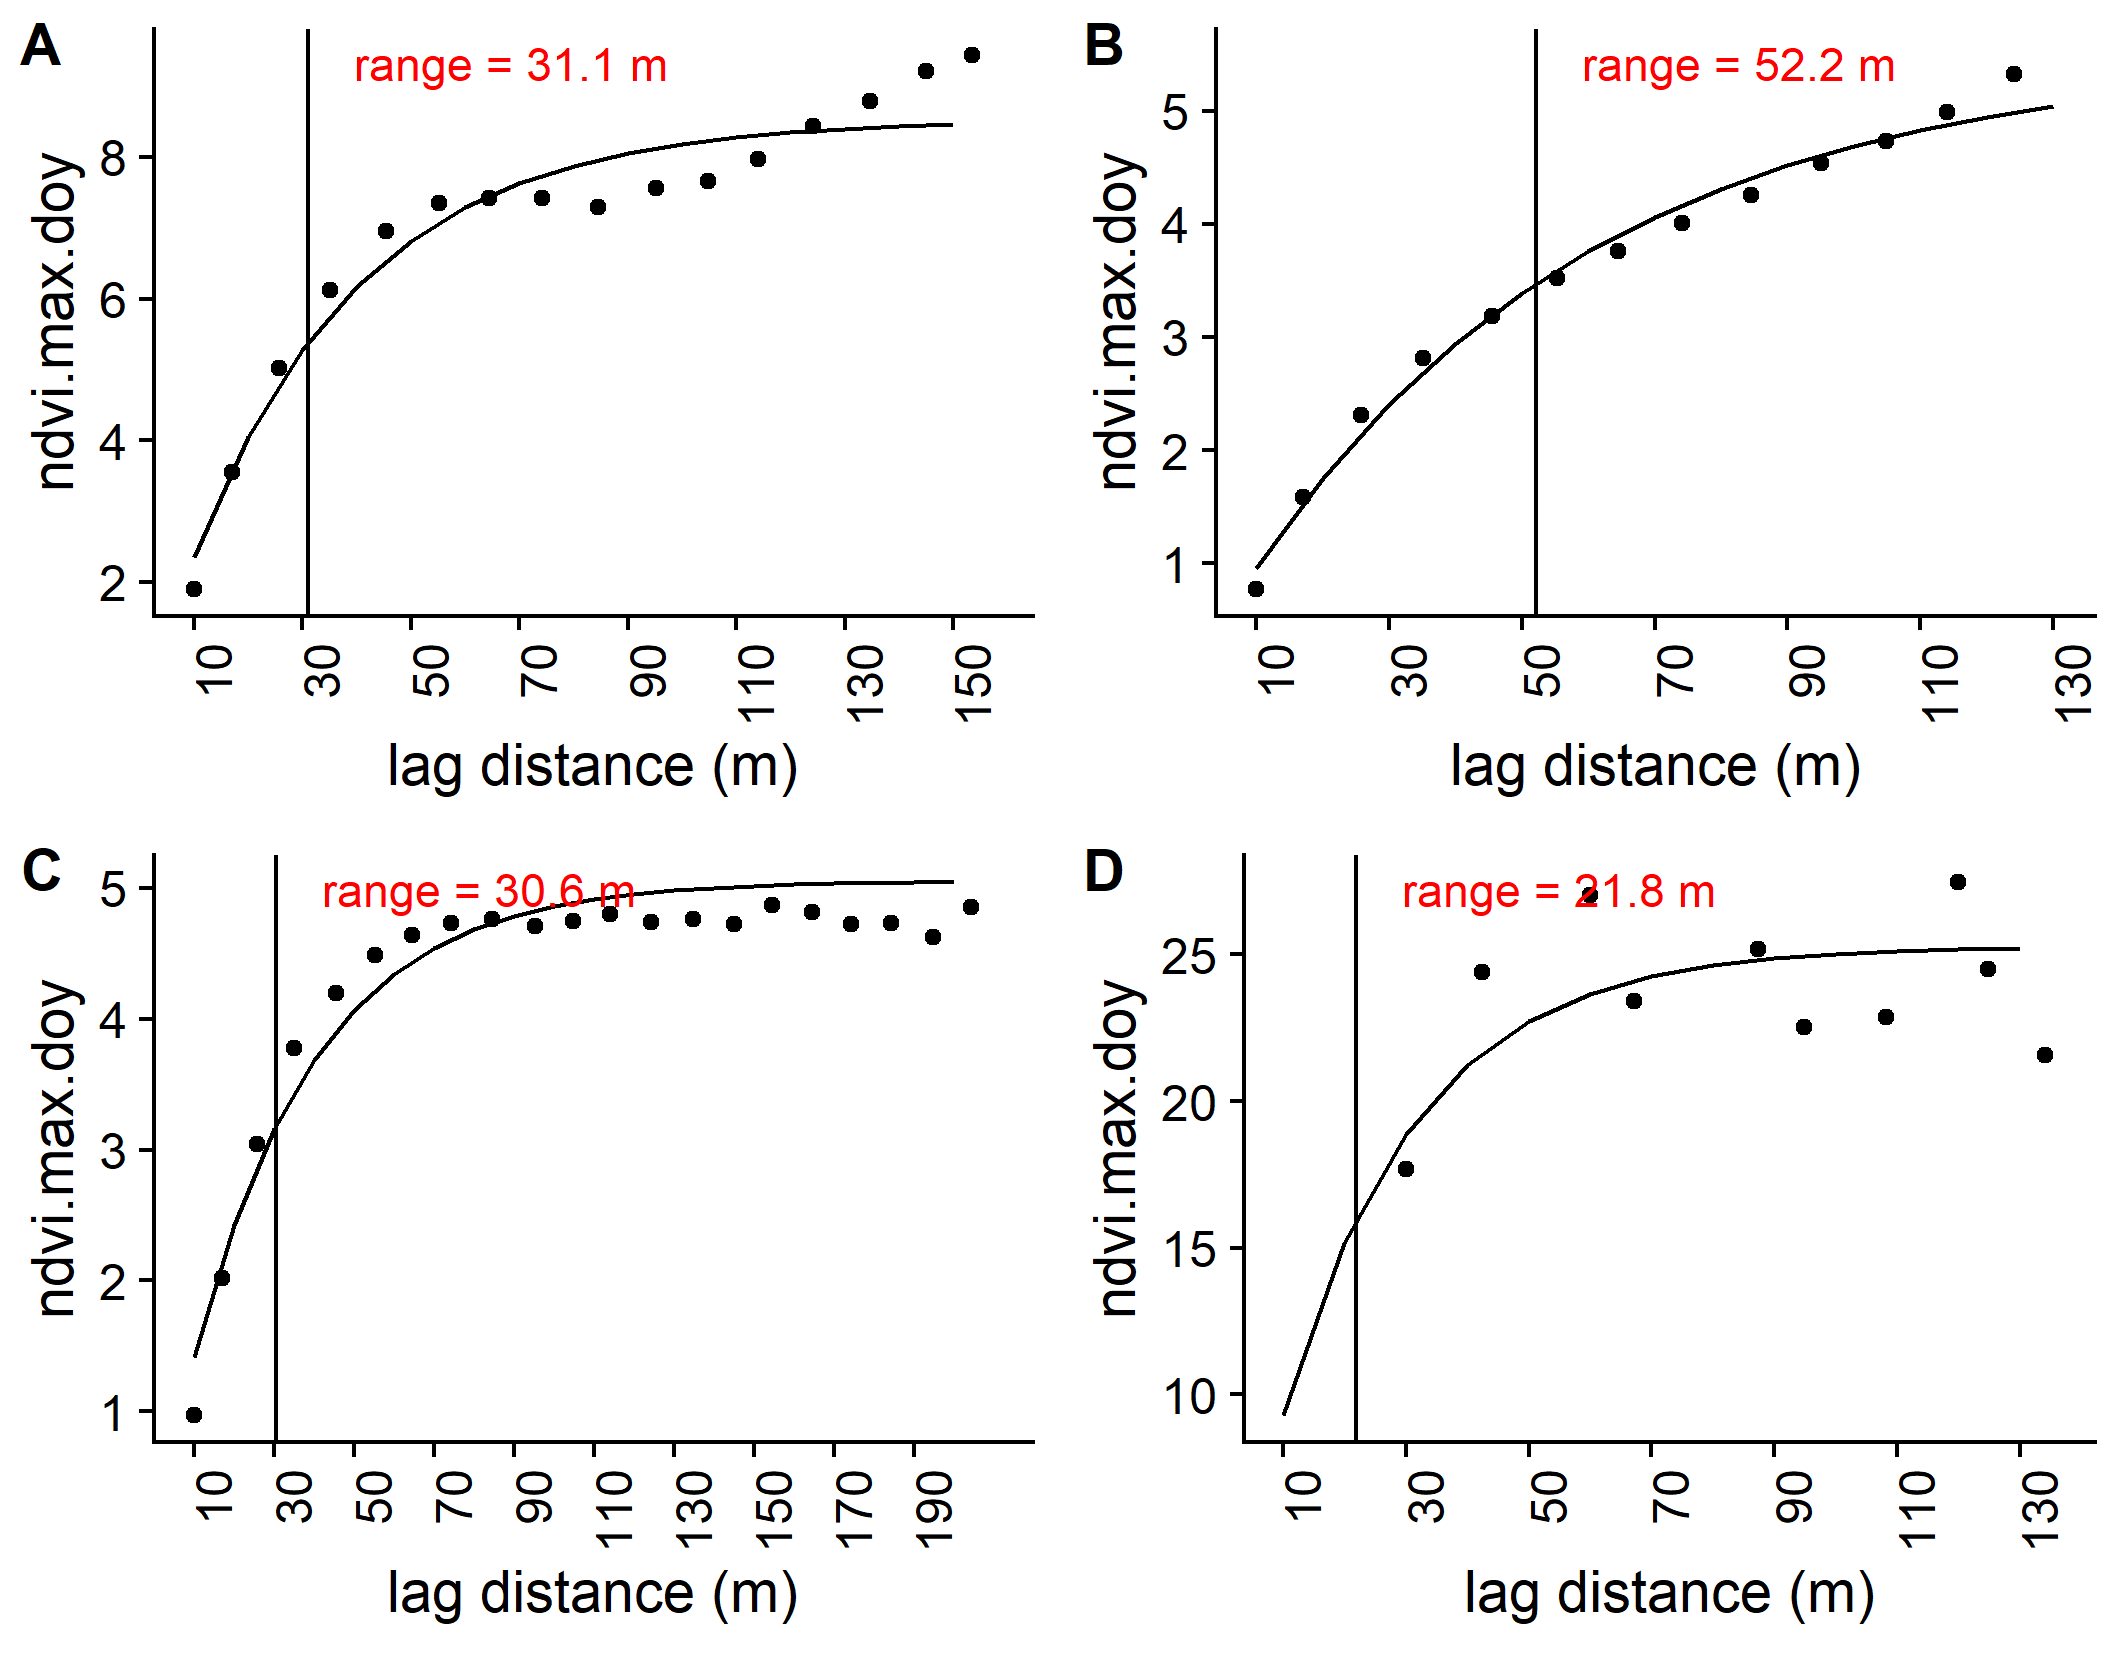 A
range = 31.1 m
ndvi.max.doy
8
6
4
2
10 30 50 70 90 110 130 150
lag distance (m)
B
range = 52.2 m
ndvi.max.doy
5
4
3
2
1
10 30 50 70 90 110 130
lag distance (m)
C
range = 30.6 m
ndvi.max.doy
5
4
3
2
1
10 30 50 70 90 110 130 150 170 190
lag distance (m)
D
range = 21.8 m
ndvi.max.doy
25
20
15
10
10 30 50 70 90 110 130
lag distance (m)